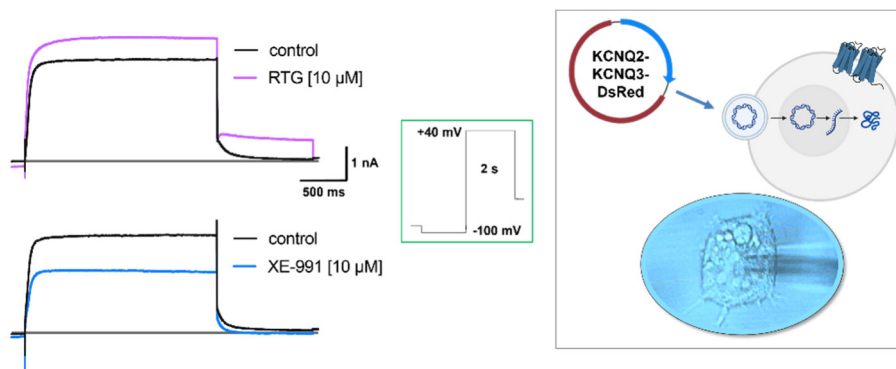 control
RTG [10 µM]
1 nA
500 ms
control
XE-991 [10 µM]
+40 mV
2 s
-100 mV
KCNQ2-
KCNQ3-
DsRed